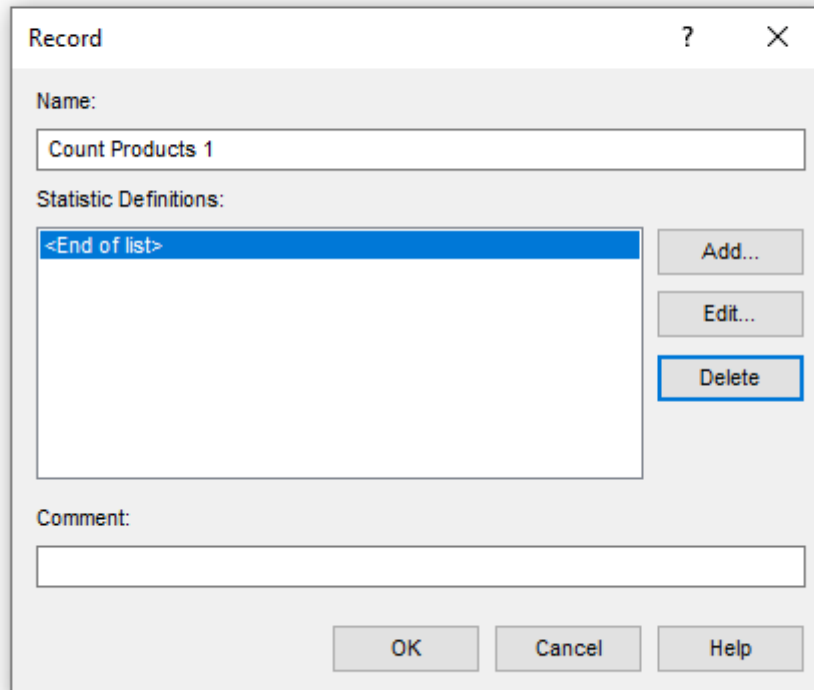 Record ?
Name:
Count Products 1
Statistic Definitions:
<End of list>
Add...
Edit...
Delete
Comment:
OK Cancel Help